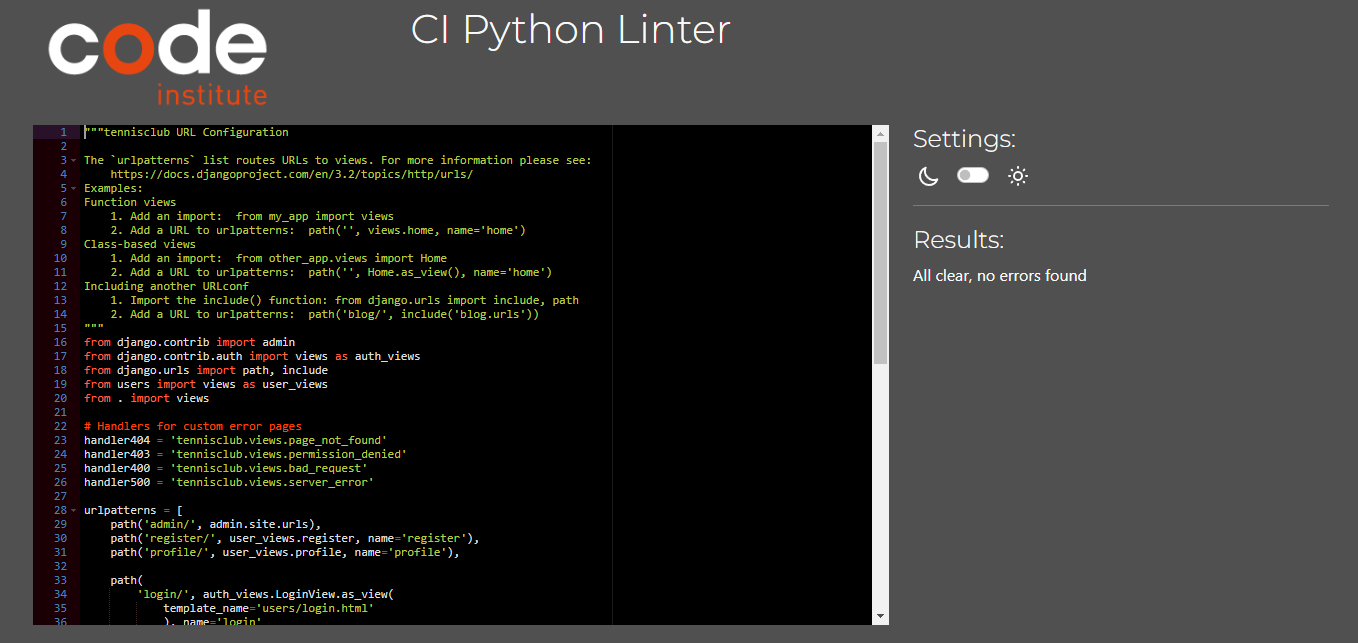 code
institute
CI Python Linter
1 """tennisclub URL Configuration
2
3 The `urlpatterns` list routes URLs to views. For more information please see:
4     https://docs.djangoproject.com/en/3.2/topics/http/urls/
5 Examples:
6 Function views
7     1. Add an import:  from my_app import views
8     2. Add a URL to urlpatterns:  path('', views.home, name='home')
9 Class-based views
10     1. Add an import:  from other_app.views import Home
11     2. Add a URL to urlpatterns:  path('', Home.as_view(), name='home')
12 Including another URLconf
13     1. Import the include() function: from django.urls import include, path
14     2. Add a URL to urlpatterns:  path('blog/', include('blog.urls'))
15 """
16 from django.contrib import admin
17 from django.contrib.auth import views as auth_views
18 from django.urls import path, include
19 from users import views as user_views
20 from . import views
21
22 # Handlers for custom error pages
23 handler404 = 'tennisclub.views.page_not_found'
24 handler403 = 'tennisclub.views.permission_denied'
25 handler400 = 'tennisclub.views.bad_request'
26 handler500 = 'tennisclub.views.server_error'
27
28 urlpatterns = [
29     path('admin/', admin.site.urls),
30     path('register/', user_views.register, name='register'),
31     path('profile/', user_views.profile, name='profile'),
32
33     path(
34         'login/', auth_views.LoginView.as_view(
35             template_name='users/login.html'
36             ), name='login'
Settings:
Results:
All clear, no errors found